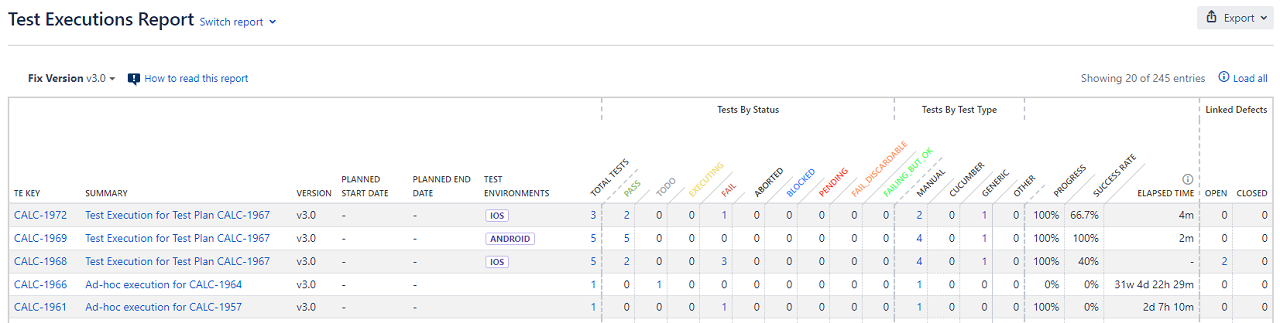 Test Executions Report Switch report
Export
Fix Version v3.0 How to read this report Showing 20 of 245 entries Load all
Tests By Status Tests By Test Type Linked Defects
TE KEY SUMMARY VERSION PLANNED START DATE PLANNED END DATE TEST ENVIRONMENTS TOTAL TESTS PASS TODO EXECUTING FAIL ABORTED BLOCKED PENDING FAIL_DISCARDABLE FAILING_BUT_OK MANUAL CUCUMBER GENERIC OTHER PROGRESS SUCCESS RATE ELAPSED TIME OPEN CLOSED
CALC-1972 Test Execution for Test Plan CALC-1967 v3.0 - - IOS 3 2 0 0 1 0 0 0 0 0 2 0 1 0 100% 66.7% 4m 0 0
CALC-1969 Test Execution for Test Plan CALC-1967 v3.0 - - ANDROID 5 5 0 0 0 0 0 0 0 0 4 0 1 0 100% 100% 2m 0 0
CALC-1968 Test Execution for Test Plan CALC-1967 v3.0 - - IOS 5 2 0 0 3 0 0 0 0 0 4 0 1 0 100% 40% - 2 0
CALC-1966 Ad-hoc execution for CALC-1964 v3.0 - - 1 0 1 0 0 0 0 0 0 0 1 0 0 0 0% 0% 31w 4d 22h 29m 0 0
CALC-1961 Ad-hoc execution for CALC-1957 v3.0 - - 1 0 0 0 1 0 0 0 0 0 1 0 0 0 100% 0% 2d 7h 10m 0 0